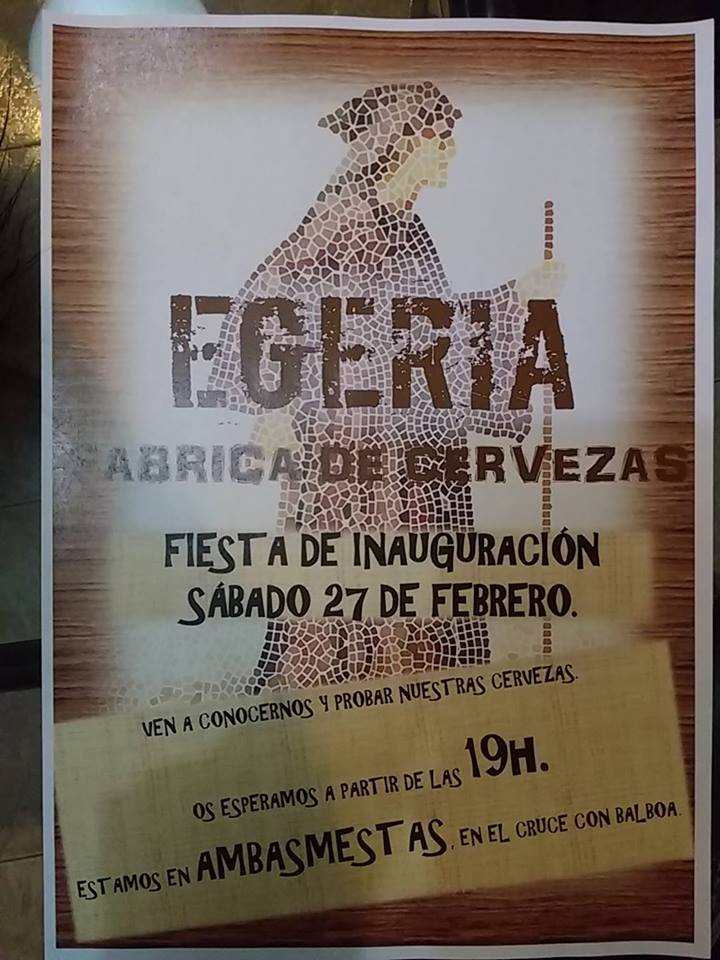 EGERIA
FABRICA DE CERVEZAS
FIESTA DE INAUGURACIÓN
SÁBADO 27 DE FEBRERO.
VEN A CONOCERNOS Y PROBAR NUESTRAS CERVEZAS.
OS ESPERAMOS A PARTIR DE LAS 19H.
ESTAMOS EN AMBASMESTAS, EN EL CRUCE CON BALBOA.